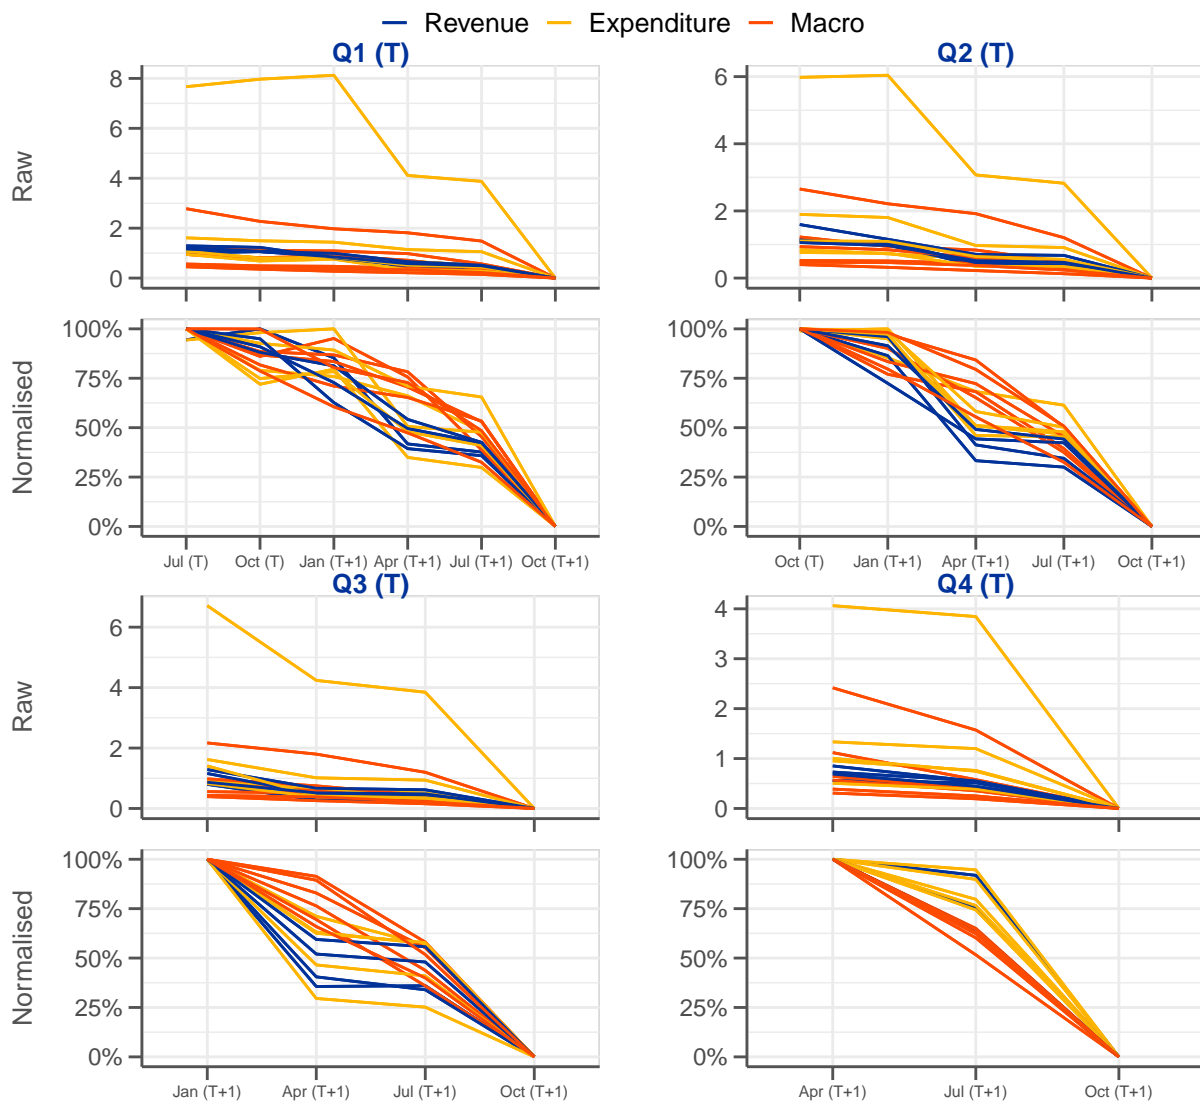 Revenue Expenditure Macro
Q1 (T)
Q2 (T)
Raw
8
6
4
2
0
6
4
2
0
Normalised
100%
75%
50%
25%
0%
100%
75%
50%
25%
0%
Jul (T) Oct (T) Jan (T+1) Apr (T+1) Jul (T+1) Oct (T+1)
Oct (T) Jan (T+1) Apr (T+1) Jul (T+1) Oct (T+1)
Q3 (T)
Q4 (T)
Raw
6
4
2
0
4
3
2
1
0
Normalised
100%
75%
50%
25%
0%
100%
75%
50%
25%
0%
Jan (T+1) Apr (T+1) Jul (T+1) Oct (T+1)
Apr (T+1) Jul (T+1) Oct (T+1)